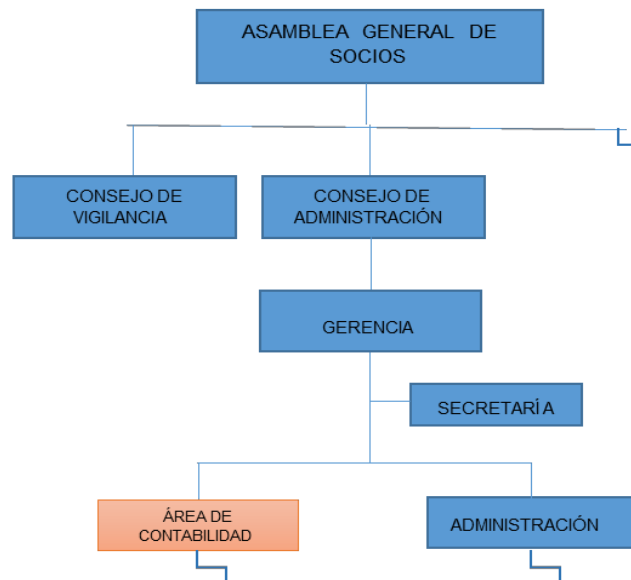 ASAMBLEA GENERAL DE
SOCIOS
CONSEJO DE
VIGILANCIA
CONSEJO DE
ADMINISTRACIÓN
GERENCIA
SECRETARÍA
ÁREA DE
CONTABILIDAD
ADMINISTRACIÓN